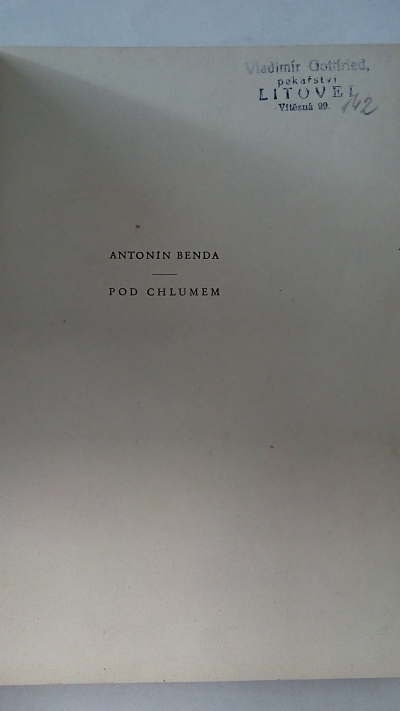 Vladimír Gottfried,
pekařství
LITOVEL
Vítězná 99.
142
ANTONÍN BENDA
POD CHLUMEM